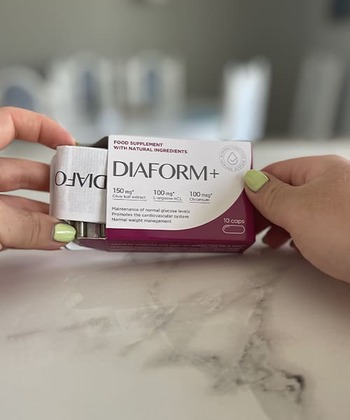 FOOD SUPPLEMENT
WITH NATURAL INGREDIENTS
DIAFORM+
150 mg* 100 mg* 100 mcg*
Olive leaf extract L-arginine HCL Chromium
Maintenance of normal glucose levels
Promotes the cardiovascular system
Normal weight management
10 caps
DIAFO